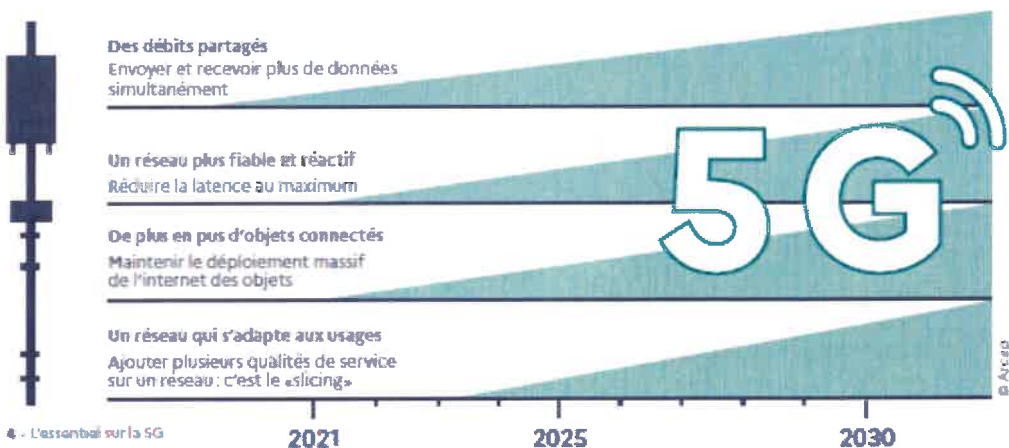 Des débits partagés
Envoyer et recevoir plus de données
simultanément
Un réseau plus fiable et réactif
Réduire la latence au maximum
De plus en pus d'objets connectés
Maintenir le déploiement massif
de l'internet des objets
Un réseau qui s'adapte aux usages
Ajouter plusieurs qualités de service
sur un réseau : c'est le «slicing»
5G
© Arcep
4 - L'essentiel sur la 5G
2021 2025 2030